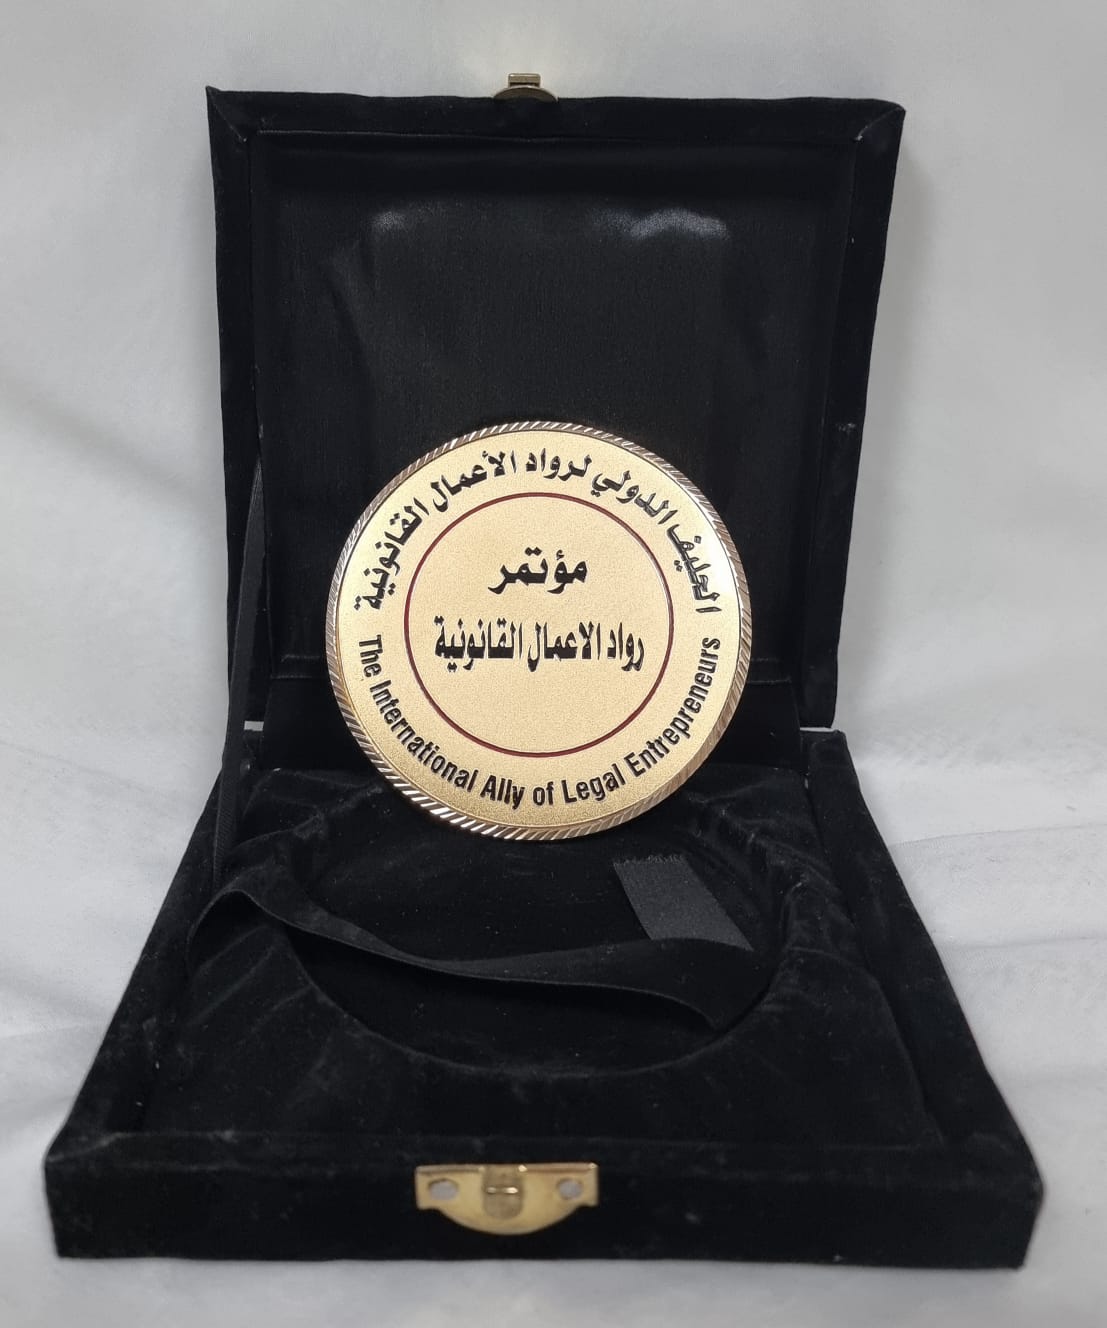 الحليف الدولي لرواد الأعمال القانونية
مؤتمر
رواد الاعمال القانونية
The International Ally of Legal Entrepreneurs